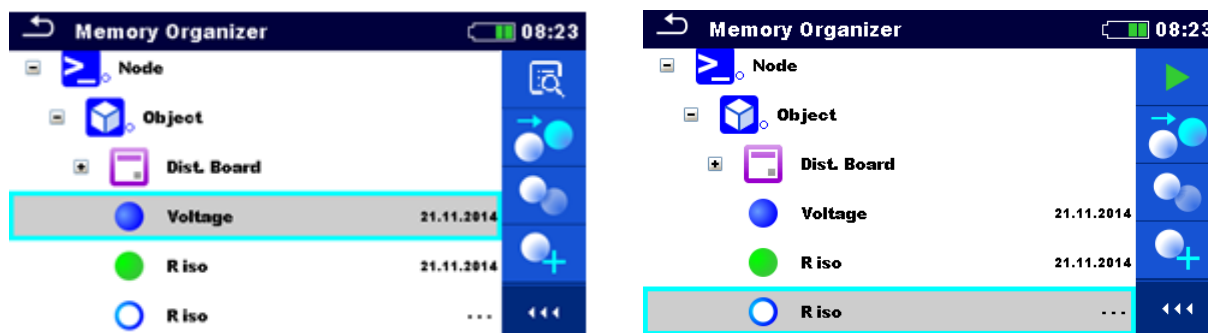 Memory Organizer 08:23
Node
Object
Dist. Board
Voltage 21.11.2014
R iso 21.11.2014
R iso ---
Memory Organizer 08:23
Node
Object
Dist. Board
Voltage 21.11.2014
R iso 21.11.2014
R iso ---